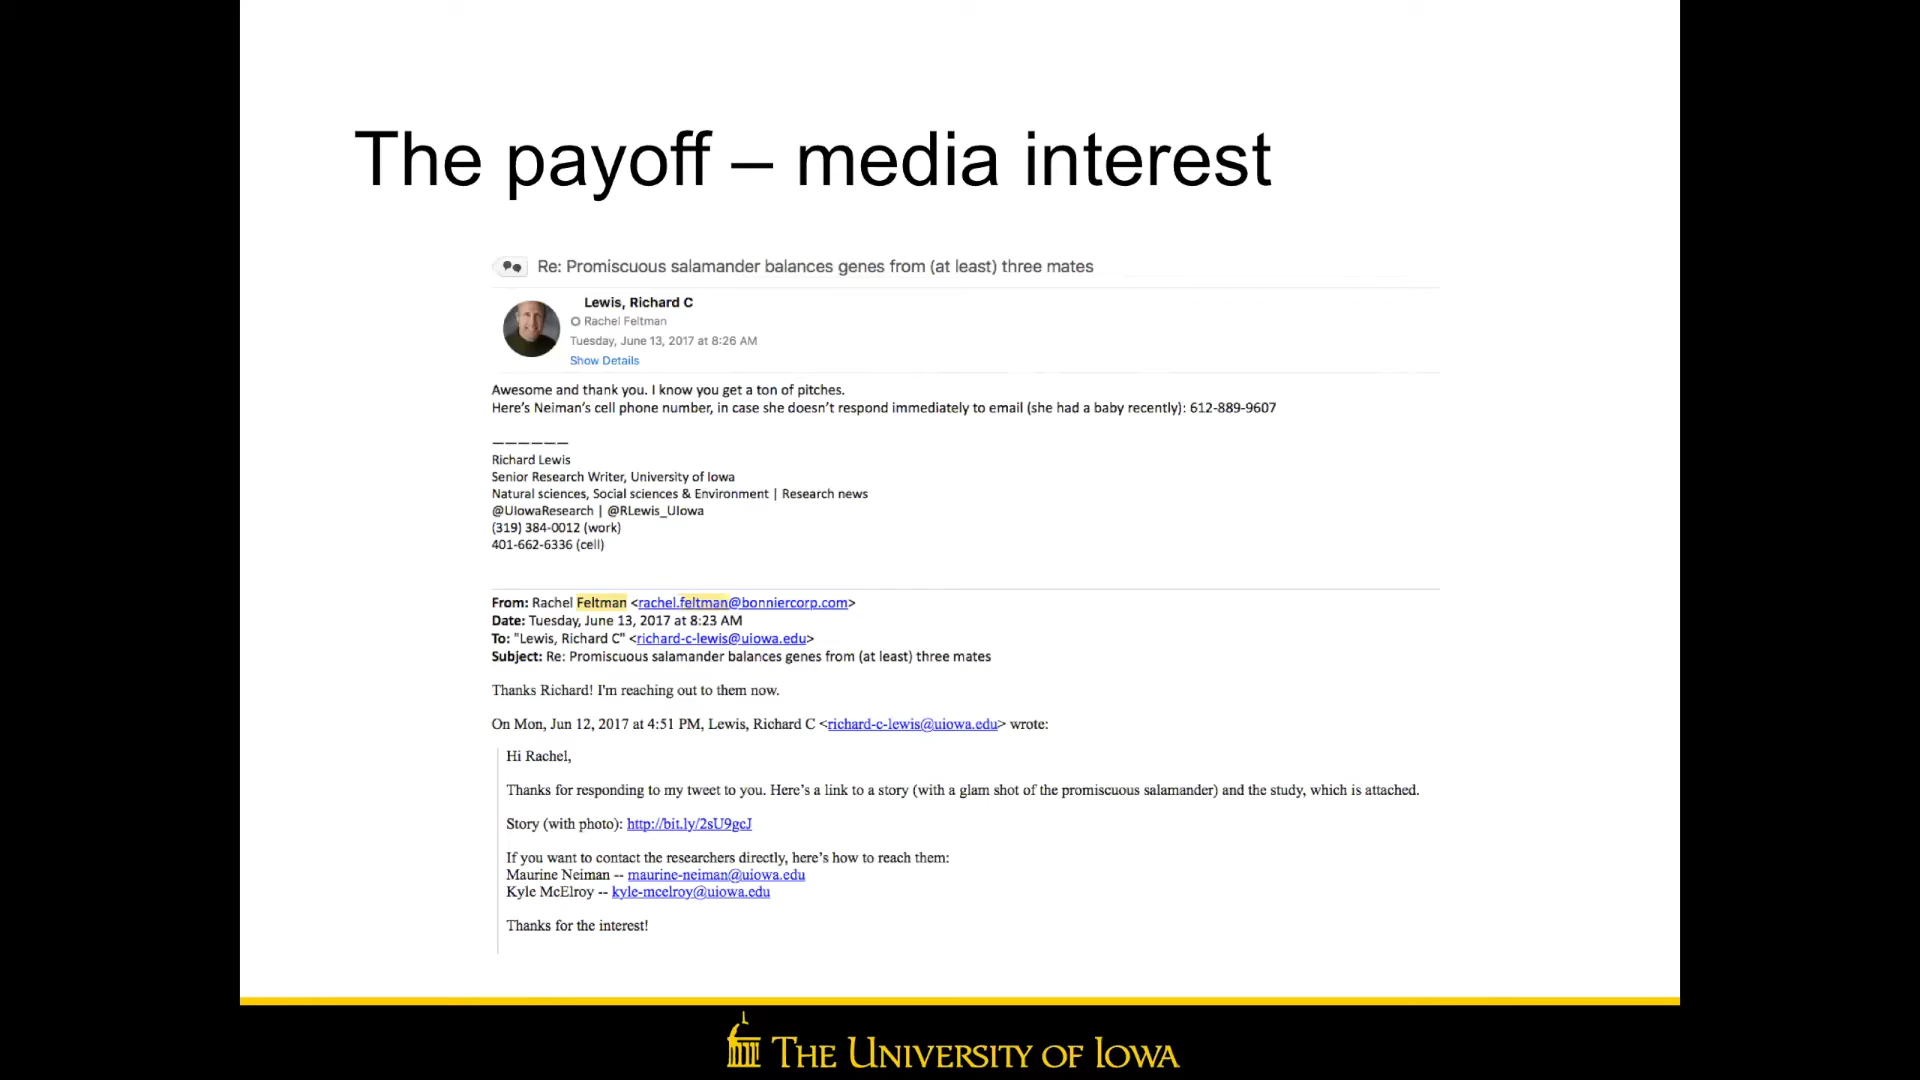 The payoff – media interest
Re: Promiscuous salamander balances genes from (at least) three mates
Lewis, Richard C
Rachel Feltman
Tuesday, June 13, 2017 at 8:26 AM
Show Details
Awesome and thank you. I know you get a ton of pitches.
Here’s Neiman’s cell phone number, in case she doesn’t respond immediately to email (she had a baby recently): 612-889-9607
——————
Richard Lewis
Senior Research Writer, University of Iowa
Natural sciences, Social sciences & Environment | Research news
@UIowaResearch | @RLewis_UIowa
(319) 384-0012 (work)
401-662-6336 (cell)
From: Rachel Feltman <rachel.feltman@bonniercorp.com>
Date: Tuesday, June 13, 2017 at 8:23 AM
To: "Lewis, Richard C" <richard-c-lewis@uiowa.edu>
Subject: Re: Promiscuous salamander balances genes from (at least) three mates
Thanks Richard! I'm reaching out to them now.
On Mon, Jun 12, 2017 at 4:51 PM, Lewis, Richard C <richard-c-lewis@uiowa.edu> wrote:
Hi Rachel,
Thanks for responding to my tweet to you. Here’s a link to a story (with a glam shot of the promiscuous salamander) and the study, which is attached.
Story (with photo): http://bit.ly/2sU9gcJ
If you want to contact the researchers directly, here’s how to reach them:
Maurine Neiman -- maurine-neiman@uiowa.edu
Kyle McElroy -- kyle-mcelroy@uiowa.edu
Thanks for the interest!
THE UNIVERSITY OF IOWA